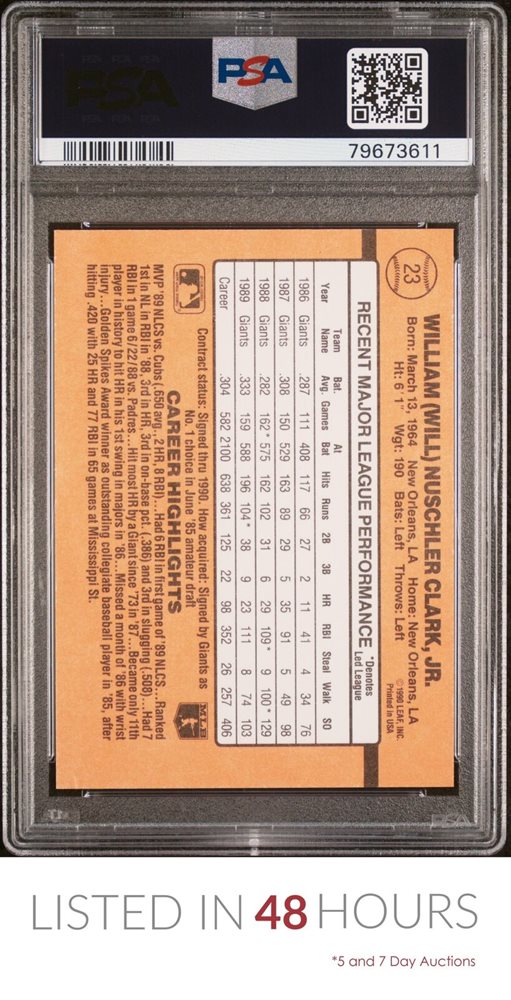 PSA
PSA
79673611
23
WILLIAM (WILL) NUSCHLER CLARK, JR.
Born: March 13, 1964 New Orleans, LA Home: New Orleans, LA
Ht: 6' 1" Wgt: 190 Bats: Left Throws: Left
©1990 LEAF, INC.
Printed in USA
RECENT MAJOR LEAGUE PERFORMANCE *Denotes Led League
Year Team Name Bat. Avg. Games At Bat Hits Runs 2B 3B HR RBI Steal Walk SO
1986 Giants .287 111 408 117 66 27 2 11 41 4 34 76
1987 Giants .308 150 529 163 89 29 5 35 91 5 49 98
1988 Giants .282 162* 575 162 102 31 6 29 109* 9 100* 129
1989 Giants .333 159 588 196 104* 38 9 23 111 8 74 103
Career .304 582 2100 638 361 125 22 98 352 26 257 406
Contract status: Signed thru 1990. How acquired: Signed by Giants as
No. 1 choice in June '85 amateur draft
CAREER HIGHLIGHTS
MLB
MVP '89 NLCS vs. Cubs (.650 avg., 2 HR, 8 RBI)...Had 6 RBI in first game of '89 NLCS...Ranked
1st in NL in RBI in '88, 3rd in HR, 3rd in on-base pct. (.386) and 3rd in slugging (.508)....Had 7
RBI in 1 game 6/22/88 vs. Padres...Hit most HR by a Giant since '73 in '87...Became only 11th
player in history to hit HR in his 1st swing in majors in '86...Missed a month of '86 with wrist
injury...Golden Spikes Award winner as outstanding collegiate baseball player in '85, after
hitting .420 with 25 HR and 77 RBI in 65 games at Mississippi St.
PSA
LISTED IN 48 HOURS
*5 and 7 Day Auctions